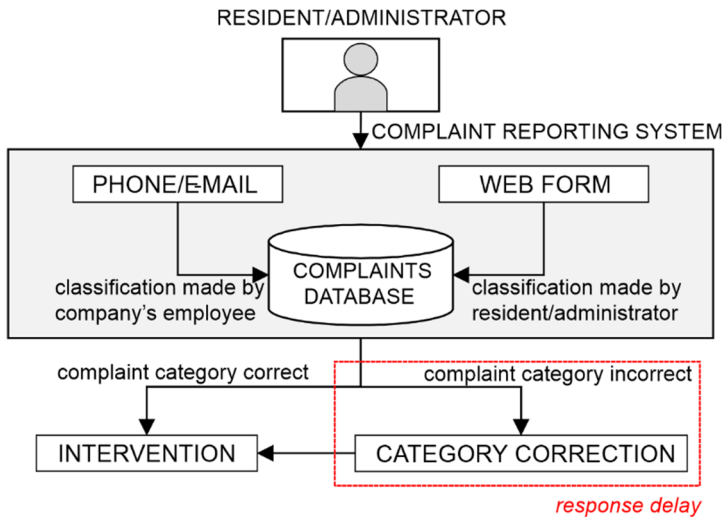 RESIDENT/ADMINISTRATOR
COMPLAINT REPORTING SYSTEM
PHONE/E-MAIL
WEB FORM
COMPLAINTS
DATABASE
classification made by
company's employee
classification made by
resident/administrator
complaint category correct
complaint category incorrect
INTERVENTION
CATEGORY CORRECTION
response delay